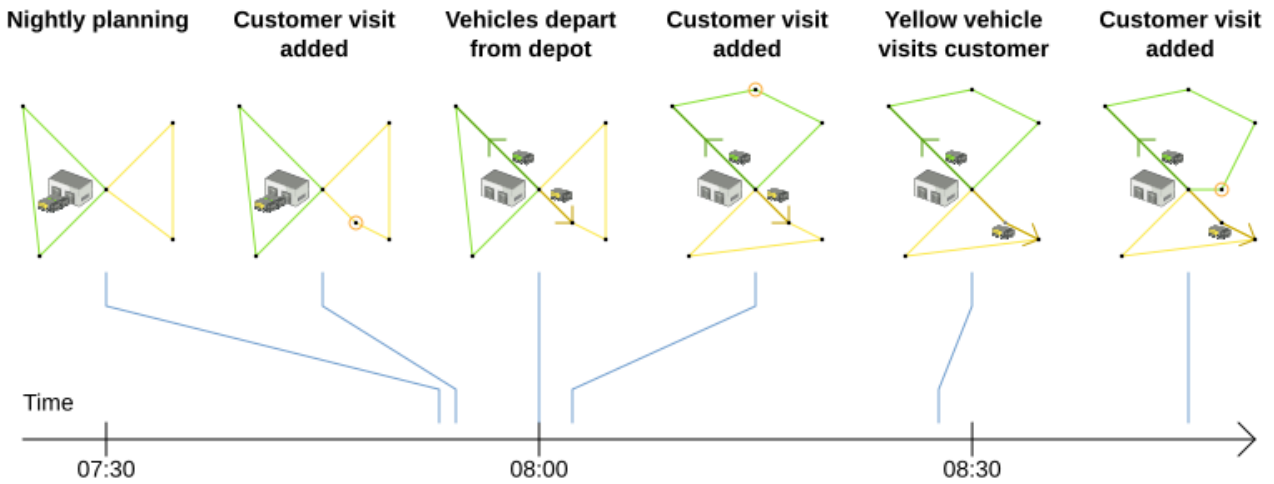 Nightly planning
Customer visit
added
Vehicles depart
from depot
Customer visit
added
Yellow vehicle
visits customer
Customer visit
added
Time
07:30
08:00
08:30